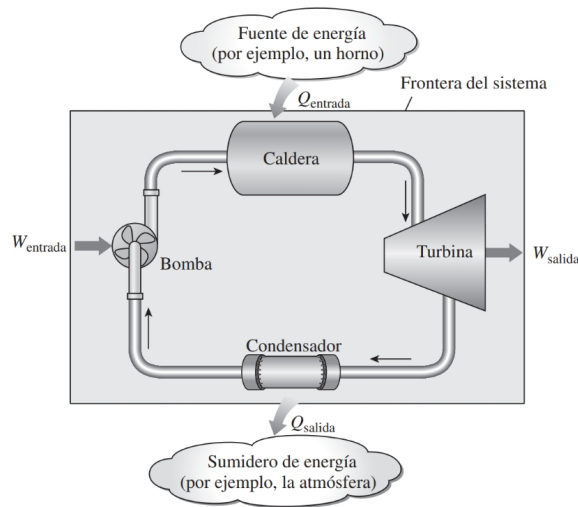 Fuente de energía
(por ejemplo, un horno)
Frontera del sistema
Qentrada
Caldera
Wentrada
Bomba
Turbina
Wsalida
Condensador
Qsalida
Sumidero de energía
(por ejemplo, la atmósfera)